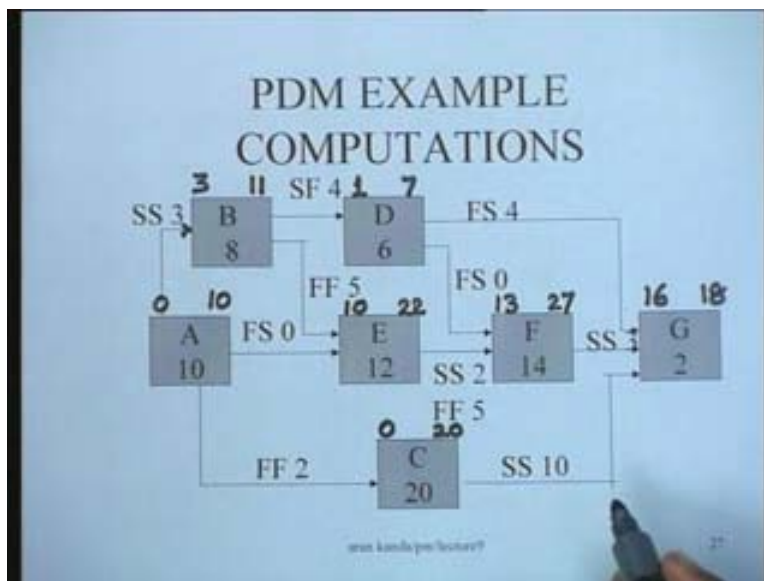 PDM EXAMPLE
COMPUTATIONS
3 11 SF 4 1 7
SS 3 B D FS 4
8 6
FF 5 FS 0
0 10 10 22 13 27 16 18
A FS 0 E F SS 3 G
10 12 SS 2 14 2
FF 5
0 20
FF 2 C SS 10
20
27